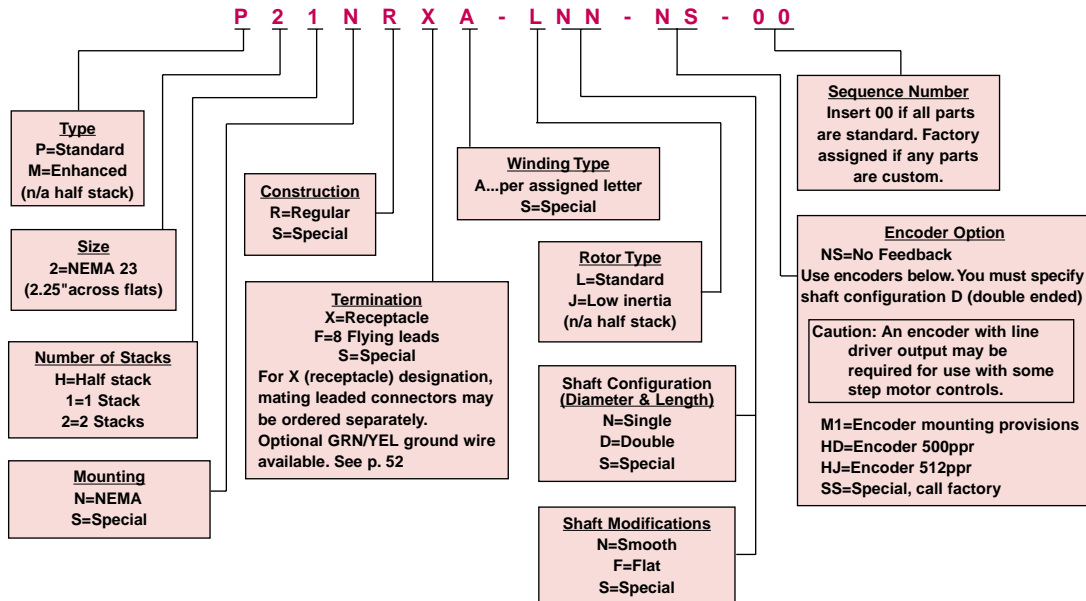 P 2 1 N R X A - L N N - N S - 0 0
Type
P=Standard
M=Enhanced
(n/a half stack)
Size
2=NEMA 23
(2.25"across flats)
Number of Stacks
H=Half stack
1=1 Stack
2=2 Stacks
Mounting
N=NEMA
S=Special
Construction
R=Regular
S=Special
Termination
X=Receptacle
F=8 Flying leads
S=Special
For X (receptacle) designation,
mating leaded connectors may
be ordered separately.
Optional GRN/YEL ground wire
available. See p. 52
Winding Type
A...per assigned letter
S=Special
Rotor Type
L=Standard
J=Low inertia
(n/a half stack)
Shaft Configuration
(Diameter & Length)
N=Single
D=Double
S=Special
Shaft Modifications
N=Smooth
F=Flat
S=Special
Sequence Number
Insert 00 if all parts
are standard. Factory
assigned if any parts
are custom.
Encoder Option
NS=No Feedback
Use encoders below. You must specify
shaft configuration D (double ended)
Caution: An encoder with line
driver output may be
required for use with some
step motor controls.
M1=Encoder mounting provisions
HD=Encoder 500ppr
HJ=Encoder 512ppr
SS=Special, call factory